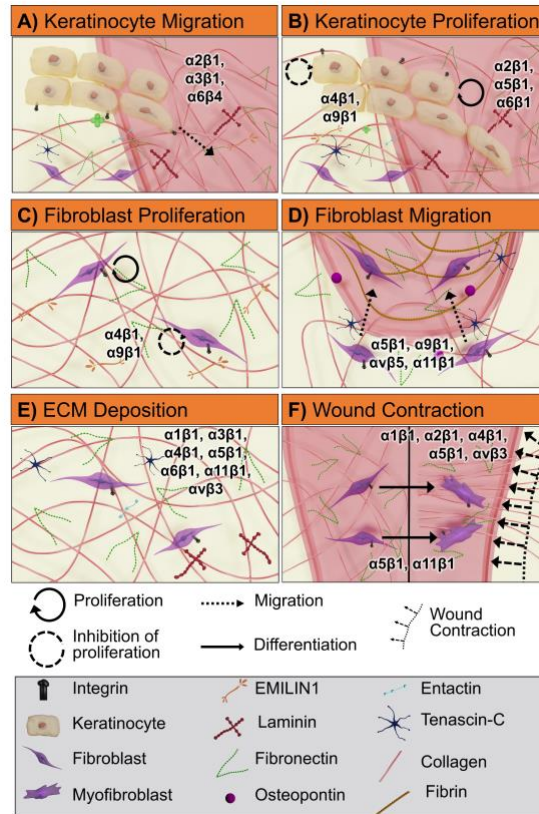 A) Keratinocyte Migration
α2β1,
α3β1,
α6β4
B) Keratinocyte Proliferation
α4β1,
α9β1
α2β1,
α5β1,
α6β1
C) Fibroblast Proliferation
α4β1,
α9β1
D) Fibroblast Migration
α5β1, α9β1,
αvβ5, α11β1
E) ECM Deposition
α1β1, α3β1,
α4β1, α5β1,
α6β1, α11β1,
αvβ3
F) Wound Contraction
α1β1, α2β1, α4β1,
α5β1, αvβ3
α5β1, α11β1
Proliferation
Inhibition of
proliferation
Migration
Differentiation
Wound
Contraction
Integrin
EMILIN1
Entactin
Keratinocyte
Laminin
Tenascin-C
Fibroblast
Fibronectin
Collagen
Myofibroblast
Osteopontin
Fibrin